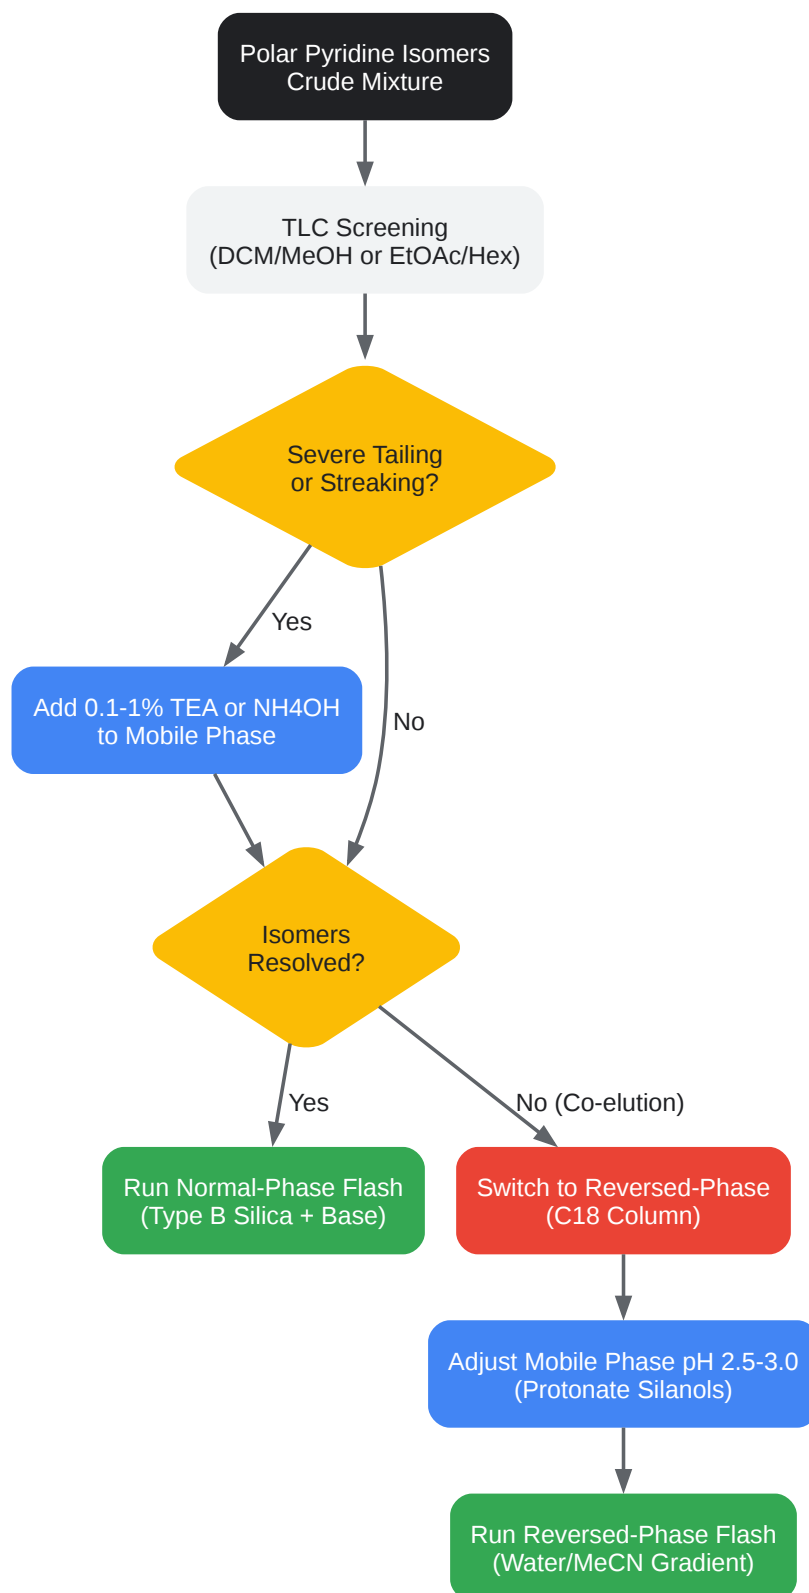 Polar Pyridine Isomers
Crude Mixture
TLC Screening
(DCM/MeOH or EtOAc/Hex)
Severe Tailing
or Streaking?
Yes
Add 0.1-1% TEA or NH4OH
to Mobile Phase
No
Isomers
Resolved?
Yes
No (Co-elution)
Run Normal-Phase Flash
(Type B Silica + Base)
Switch to Reversed-Phase
(C18 Column)
Adjust Mobile Phase pH 2.5-3.0
(Protonate Silanols)
Run Reversed-Phase Flash
(Water/MeCN Gradient)